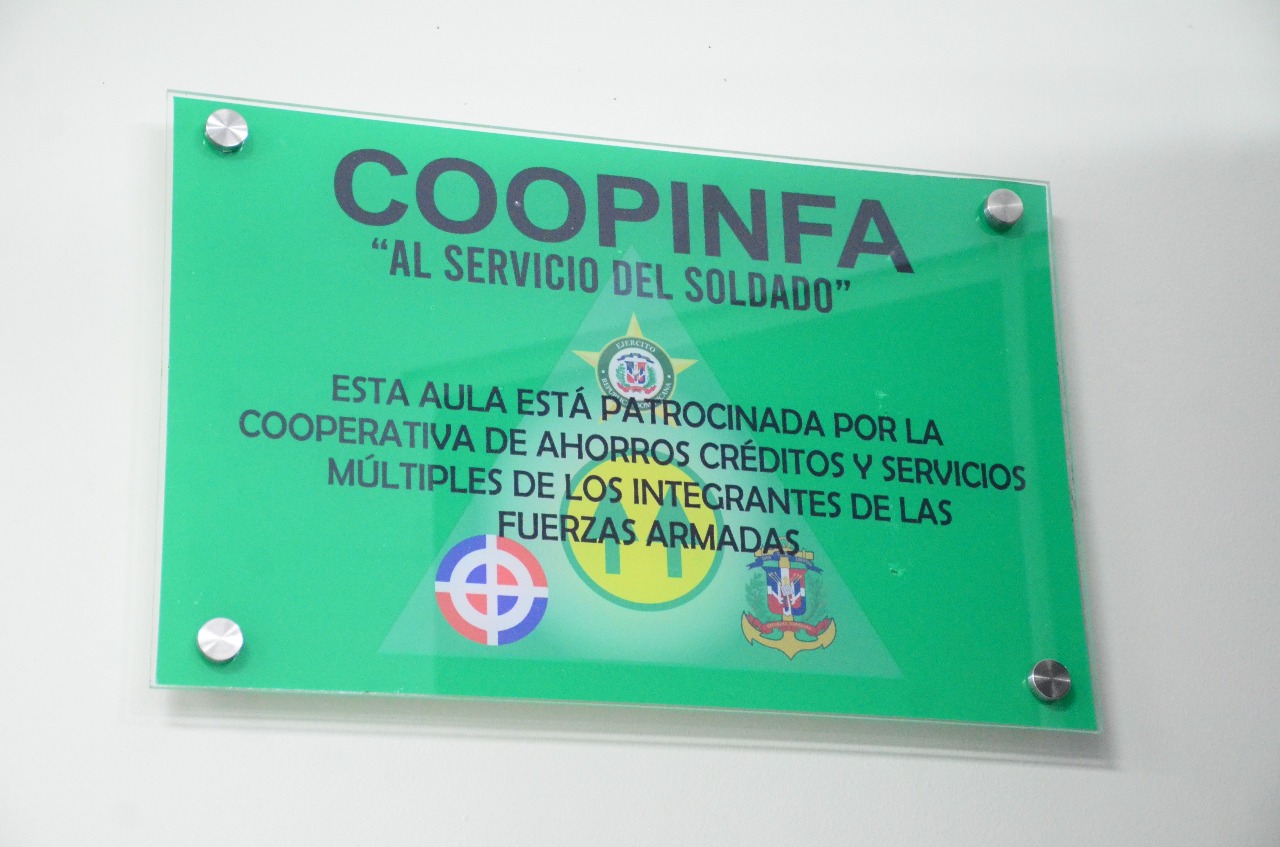 COOPINFA
“AL SERVICIO DEL SOLDADO”
EJERCITO
ESTA AULA ESTÁ PATROCINADA POR LA
COOPERATIVA DE AHORROS CRÉDITOS Y SERVICIOS
MÚLTIPLES DE LOS INTEGRANTES DE LAS
FUERZAS ARMADAS